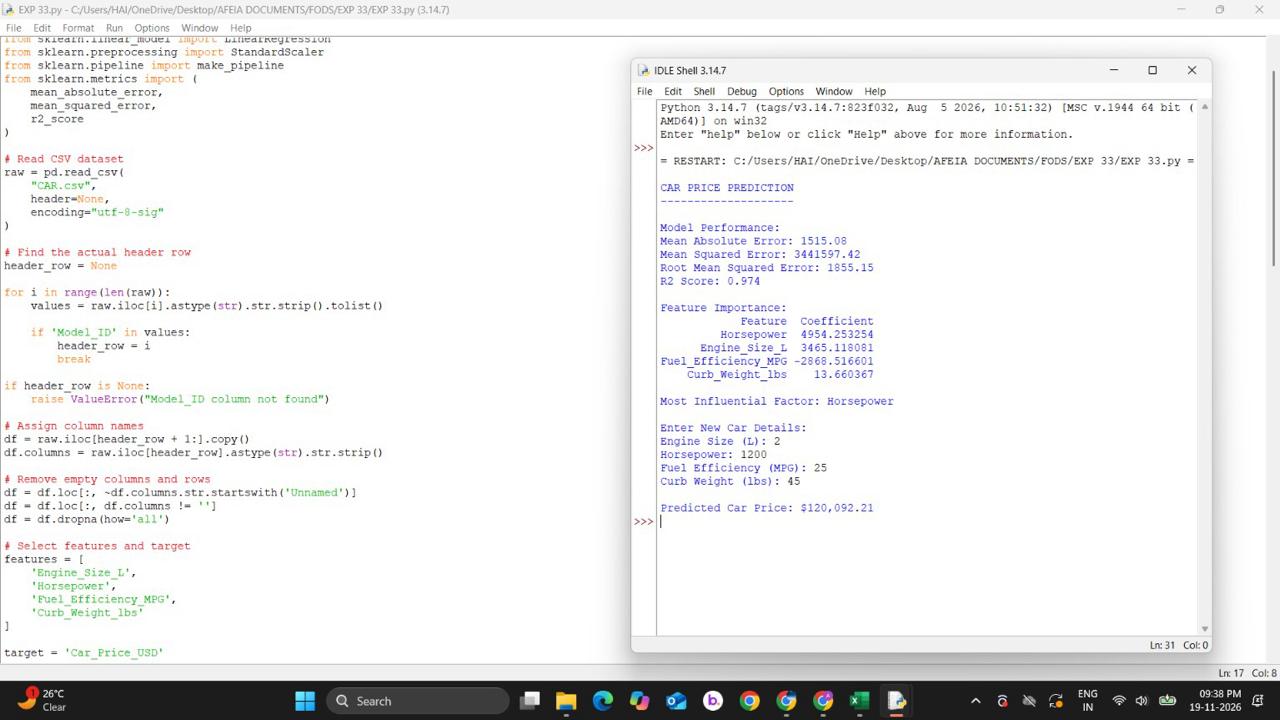 EXP 33.py - C:/Users/HAI/OneDrive/Desktop/AFEIA DOCUMENTS/FODS/EXP 33/EXP 33.py (3.14.7)
File Edit Format Run Options Window Help
from sklearn.linear_model import LinearRegression
from sklearn.preprocessing import StandardScaler
from sklearn.pipeline import make_pipeline
from sklearn.metrics import (
    mean_absolute_error,
    mean_squared_error,
    r2_score
)
# Read CSV dataset
raw = pd.read_csv(
    "CAR.csv",
    header=None,
    encoding="utf-8-sig"
)
# Find the actual header row
header_row = None
for i in range(len(raw)):
    values = raw.iloc[i].astype(str).str.strip().tolist()
    if 'Model_ID' in values:
        header_row = i
        break
if header_row is None:
    raise ValueError("Model_ID column not found")
# Assign column names
df = raw.iloc[header_row + 1:].copy()
df.columns = raw.iloc[header_row].astype(str).str.strip()
# Remove empty columns and rows
df = df.loc[:, ~df.columns.str.startswith('Unnamed')]
df = df.loc[:, df.columns != '']
df = df.dropna(how='all')
# Select features and target
features = [
    'Engine_Size_L',
    'Horsepower',
    'Fuel_Efficiency_MPG',
    'Curb_Weight_lbs'
]
target = 'Car_Price_USD'
Ln: 17 Col: 8
IDLE Shell 3.14.7
File Edit Shell Debug Options Window Help
Python 3.14.7 (tags/v3.14.7:823f032, Aug  5 2026, 10:51:32) [MSC v.1944 64 bit (
AMD64)] on win32
Enter "help" below or click "Help" above for more information.
>>>
= RESTART: C:/Users/HAI/OneDrive/Desktop/AFEIA DOCUMENTS/FODS/EXP 33/EXP 33.py =
CAR PRICE PREDICTION
--------------------
Model Performance:
Mean Absolute Error: 1515.08
Mean Squared Error: 3441597.42
Root Mean Squared Error: 1855.15
R2 Score: 0.974
Feature Importance:
            Feature  Coefficient
         Horsepower  4954.253254
      Engine_Size_L  3465.118081
Fuel_Efficiency_MPG -2868.516601
    Curb_Weight_lbs    13.660367
Most Influential Factor: Horsepower
Enter New Car Details:
Engine Size (L): 2
Horsepower: 1200
Fuel Efficiency (MPG): 25
Curb Weight (lbs): 45
Predicted Car Price: $120,092.21
>>>
Ln: 31 Col: 0
1
26°C
Clear
Search
b.
ENG
IN
09:38 PM
19-11-2026